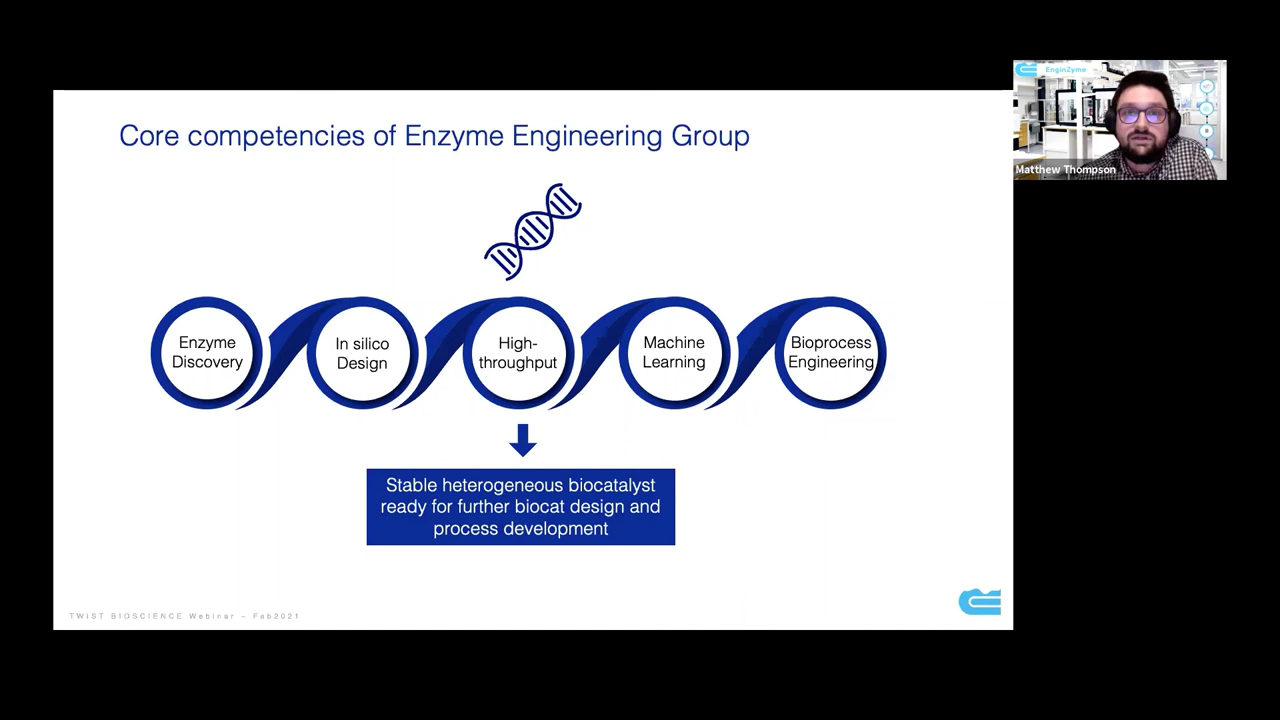 EnginZyme
Matthew Thompson
Core competencies of Enzyme Engineering Group
Enzyme
Discovery
In silico
Design
High-
throughput
Machine
Learning
Bioprocess
Engineering
Stable heterogeneous biocatalyst
ready for further biocat design and
process development
TWIST BIOSCIENCE Webinar – Feb2021